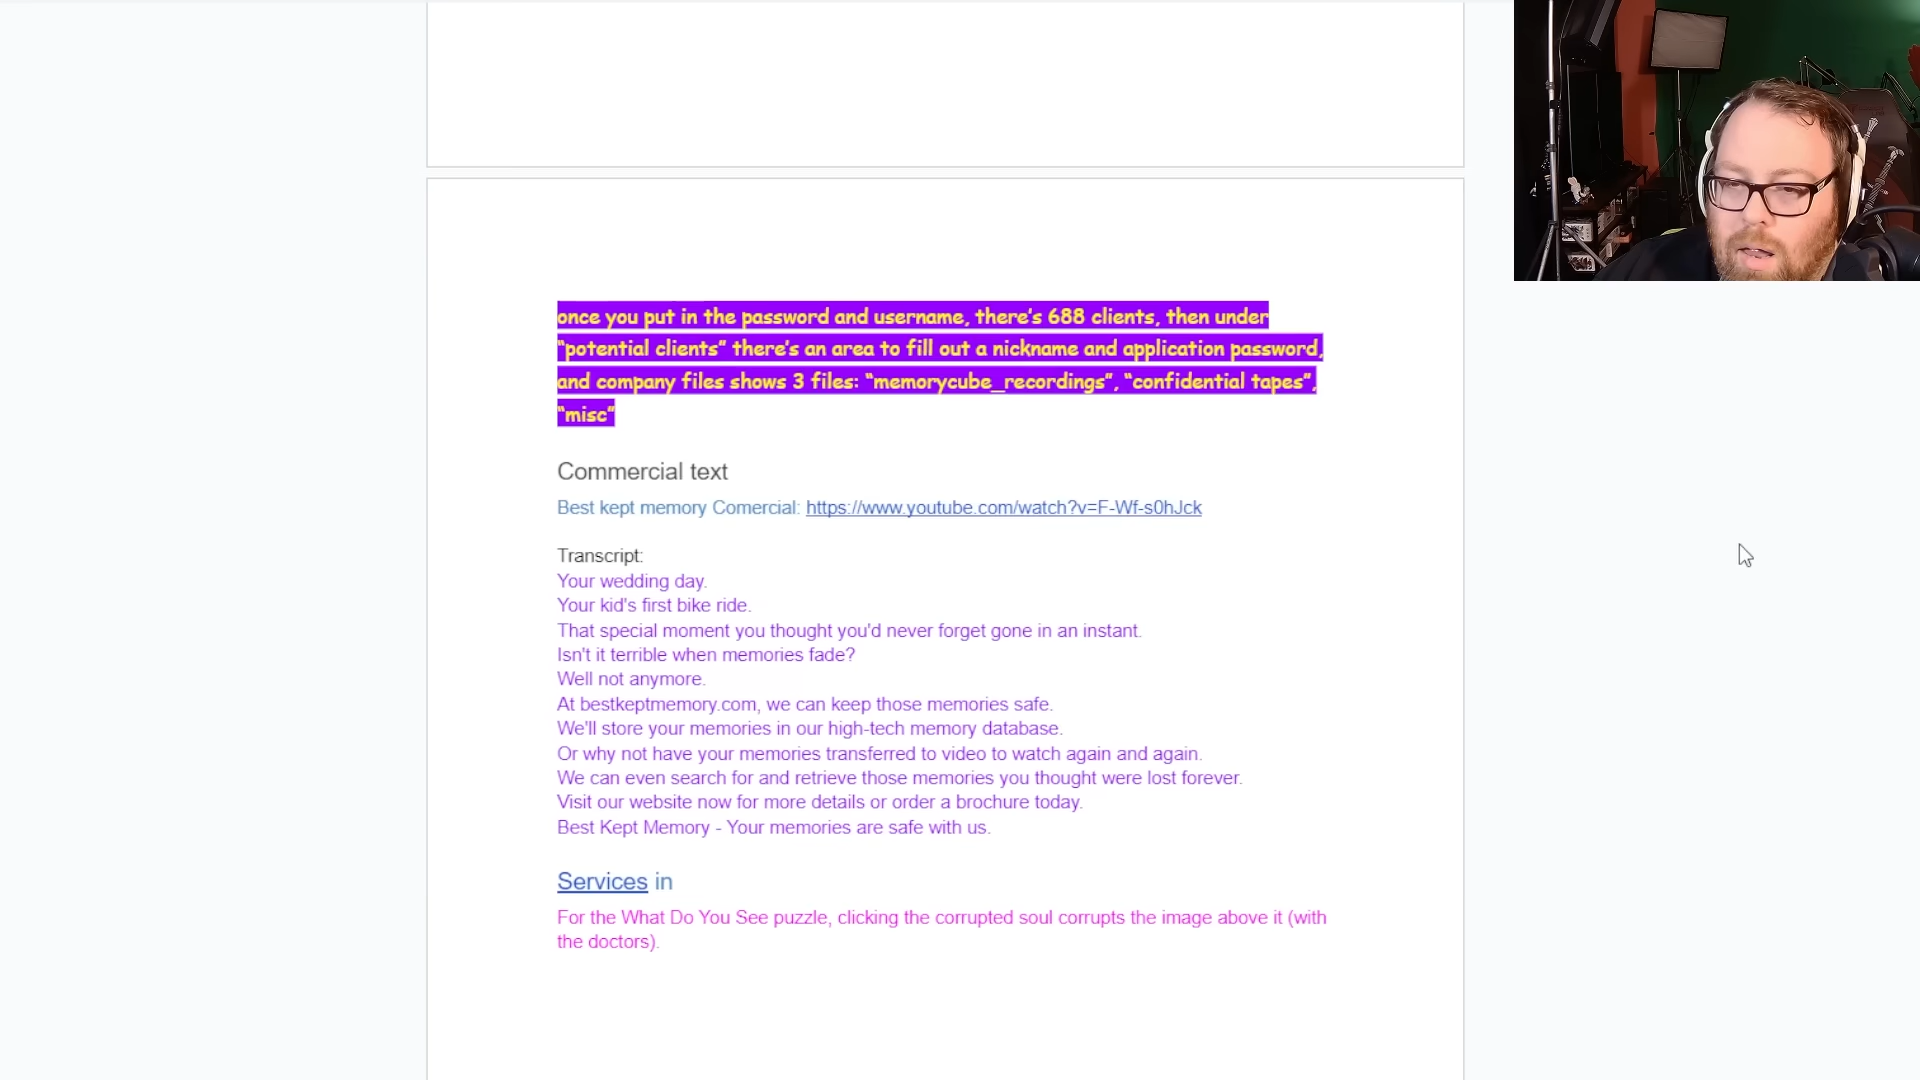 once you put in the password and username, there's 688 clients, then under
"potential clients" there's an area to fill out a nickname and application password,
and company files shows 3 files: "memorycube_recordings", "confidential tapes",
"misc"
Commercial text
Best kept memory Comercial: https://www.youtube.com/watch?v=F-Wf-s0hJck
Transcript:
Your wedding day.
Your kid's first bike ride.
That special moment you thought you'd never forget gone in an instant.
Isn't it terrible when memories fade?
Well not anymore.
At bestkeptmemory.com, we can keep those memories safe.
We'll store your memories in our high-tech memory database.
Or why not have your memories transferred to video to watch again and again.
We can even search for and retrieve those memories you thought were lost forever.
Visit our website now for more details or order a brochure today.
Best Kept Memory - Your memories are safe with us.
Services in
For the What Do You See puzzle, clicking the corrupted soul corrupts the image above it (with
the doctors).